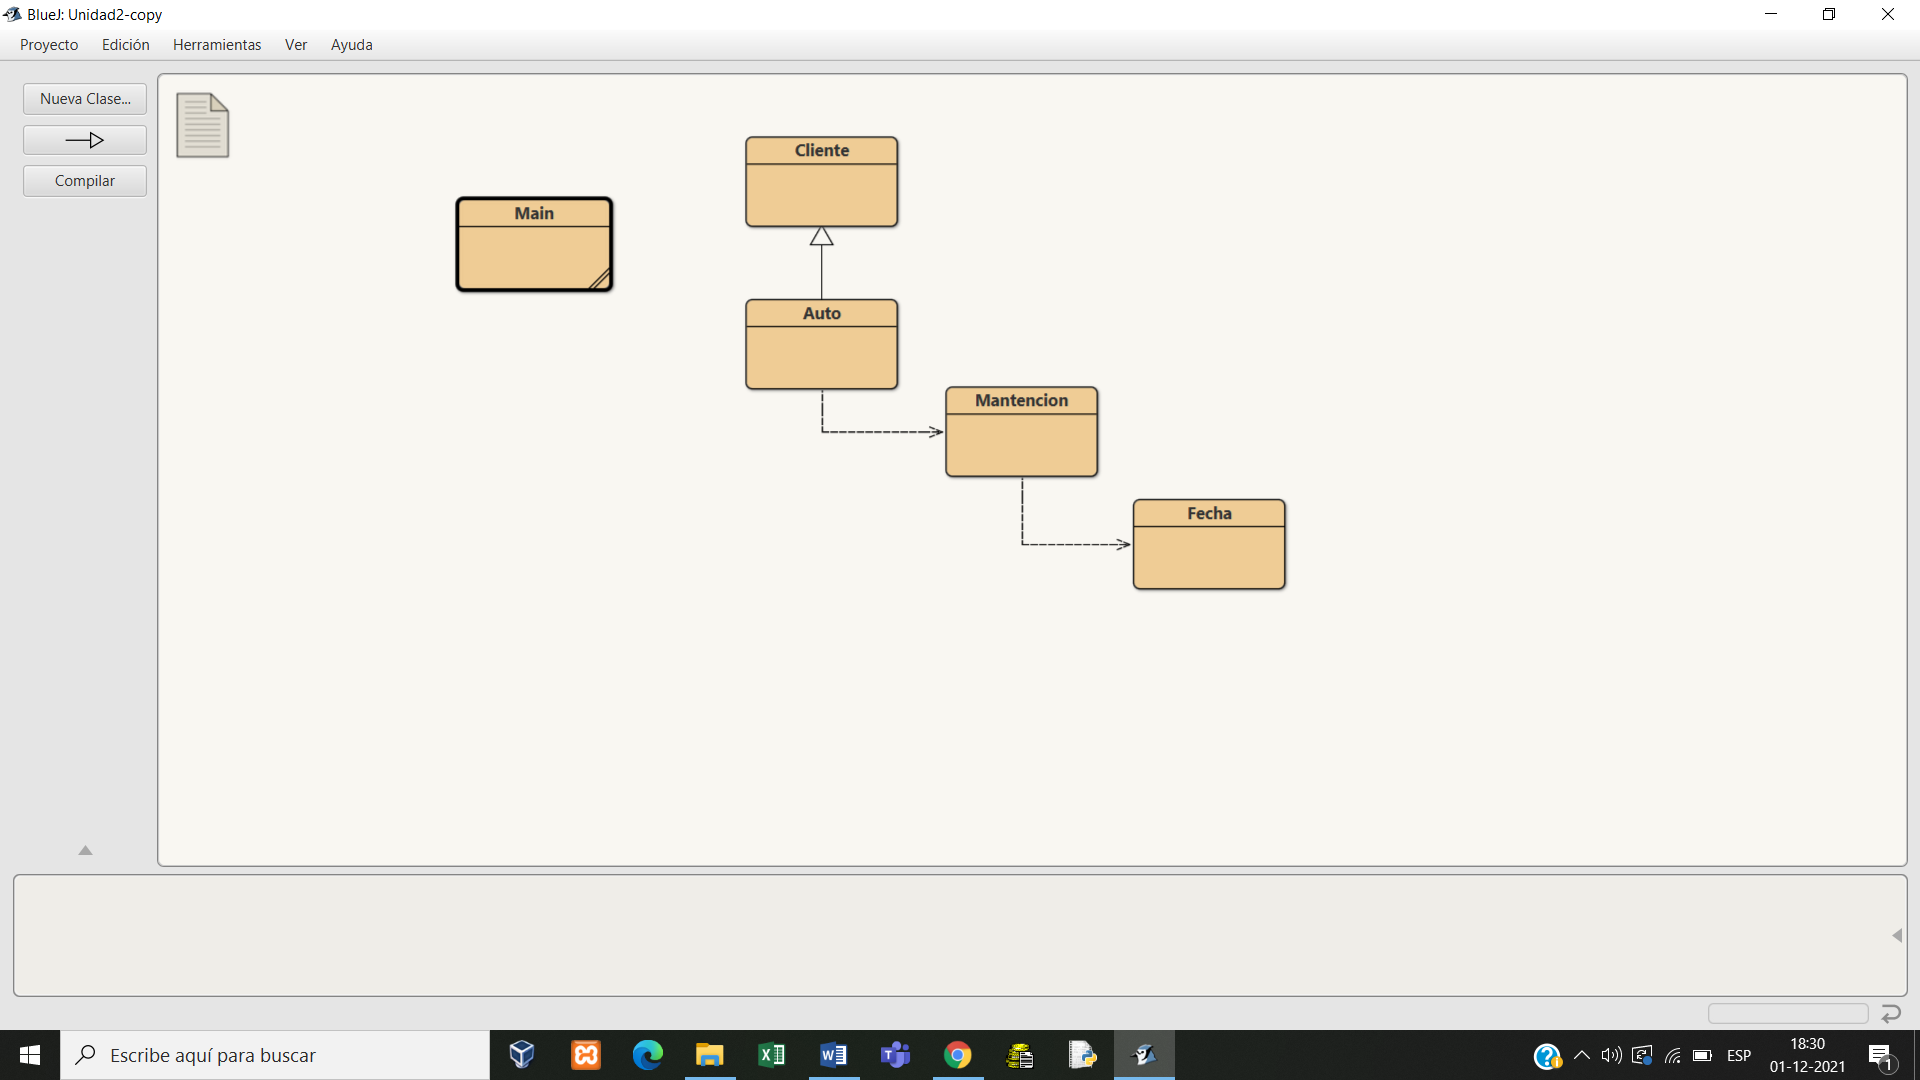 BlueJ: Unidad2-copy
Proyecto Edición Herramientas Ver Ayuda
Nueva Clase...
Compilar
Cliente
Main
Auto
Mantencion
Fecha
Escribe aquí para buscar
ESP
18:30
01-12-2021
1